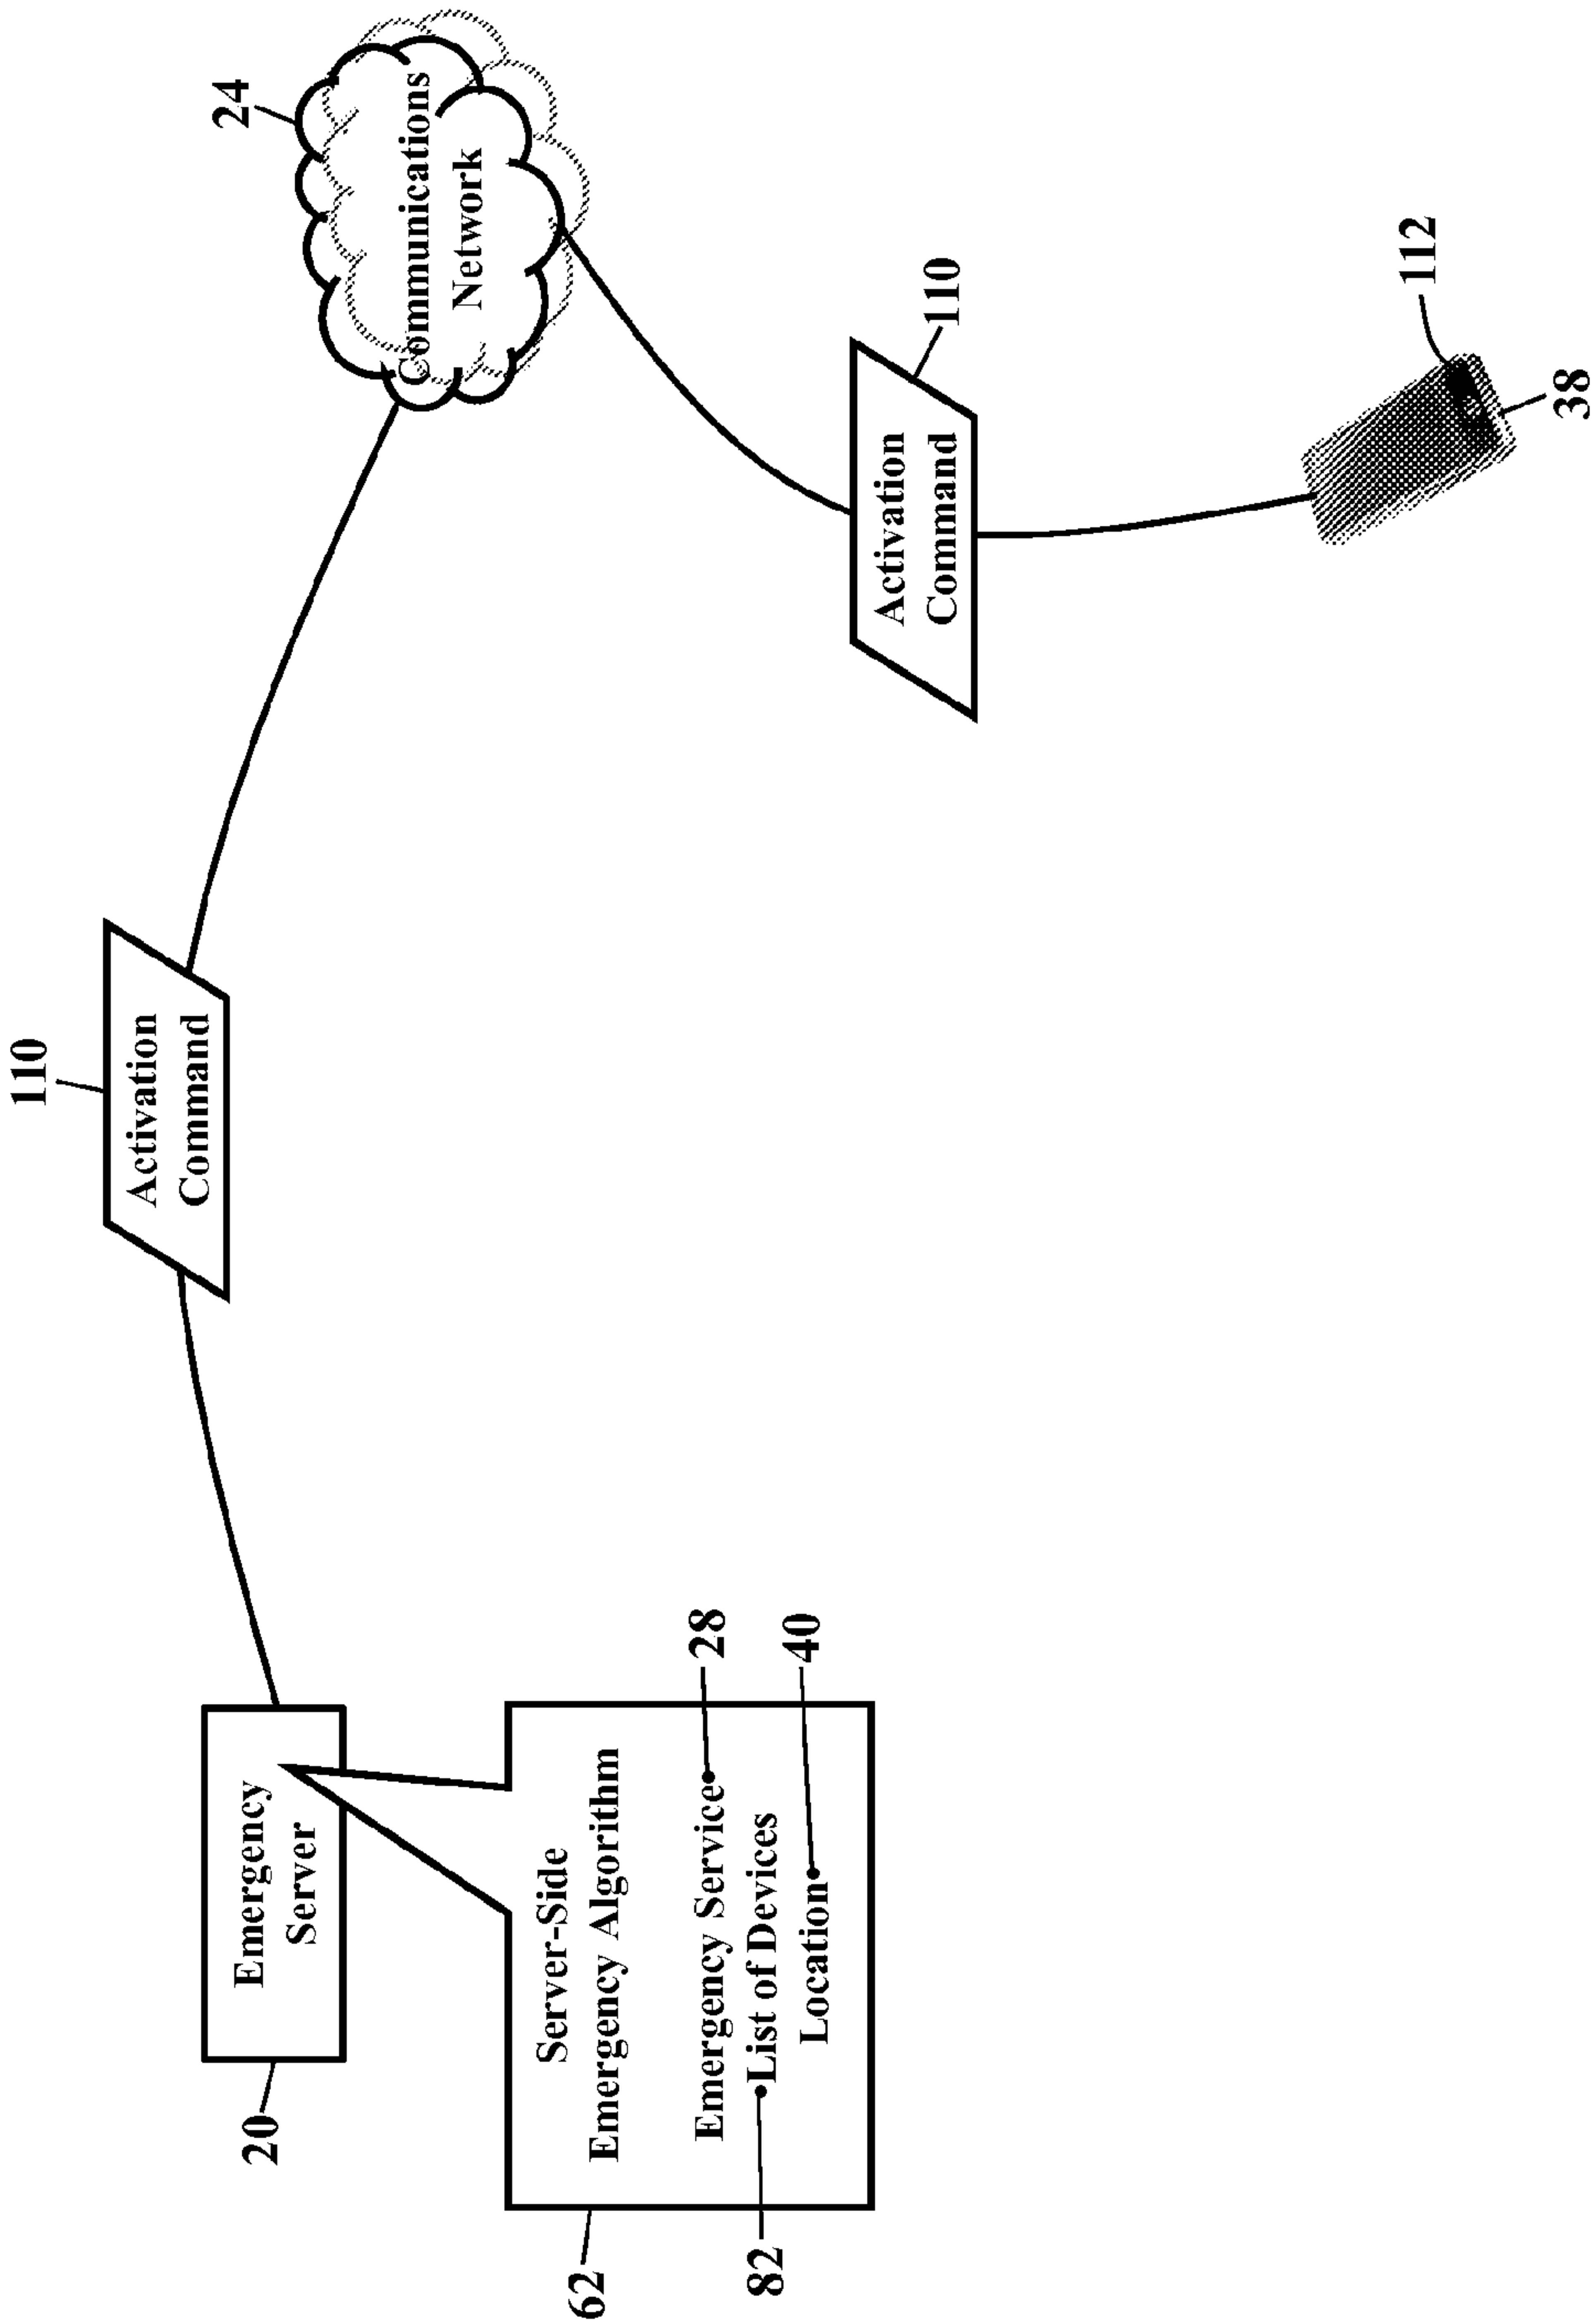 110
Activation
Command
24
Communications
Network
20
Emergency
Server
62
Server-Side
Emergency Algorithm
Emergency Service
28
82
List of Devices
Location
40
110
Activation
Command
112
38